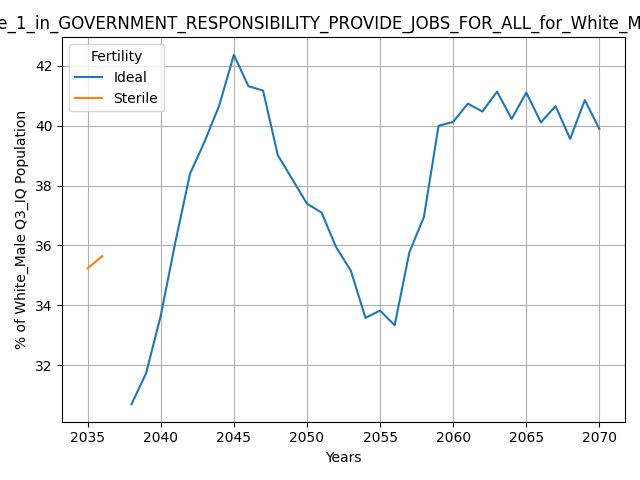 e_1_in_GOVERNMENT_RESPONSIBILITY_PROVIDE_JOBS_FOR_ALL_for_White_M
Fertility
Ideal
Sterile
% of White_Male Q3_IQ Population
42
40
38
36
34
32
2035 2040 2045 2050 2055 2060 2065 2070
Years